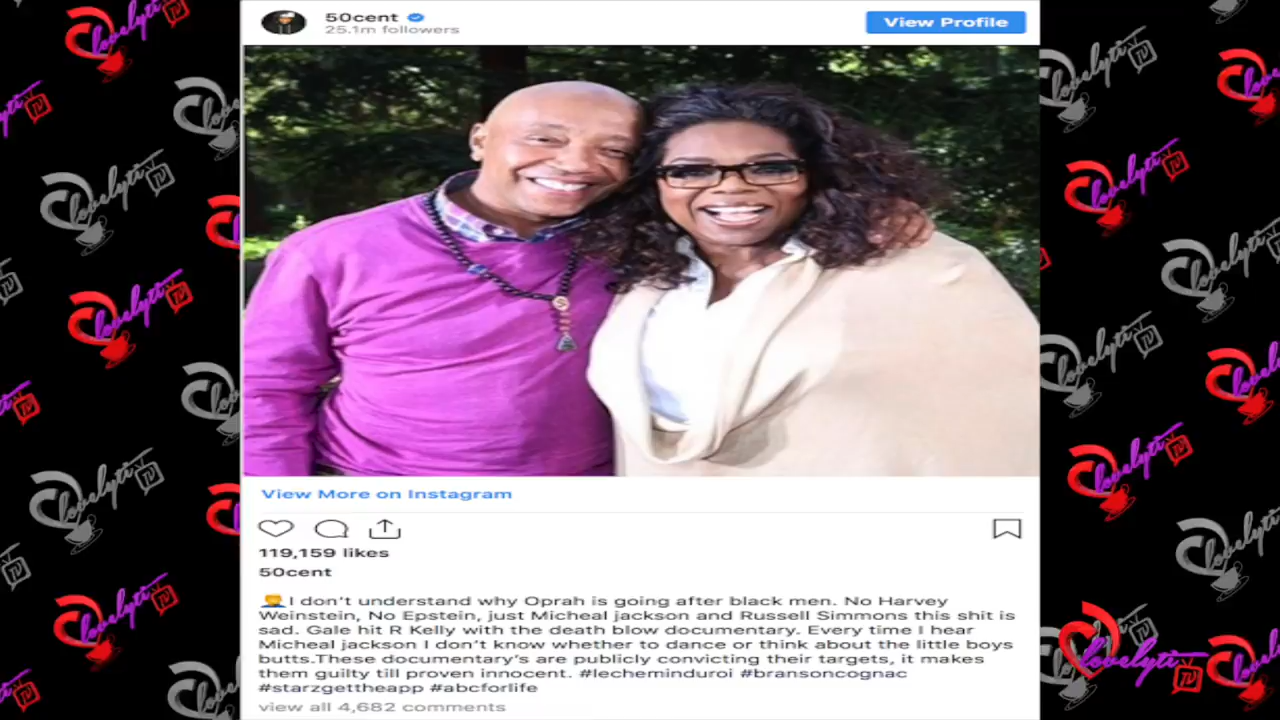 50cent
25.1m followers
View Profile
View More on Instagram
119,159 likes
50cent
I don't understand why Oprah is going after black men. No Harvey
Weinstein, No Epstein, just Micheal jackson and Russell Simmons this shit is
sad. Gale hit R Kelly with the death blow documentary. Every time I hear
Micheal jackson I don't know whether to dance or think about the little boys
butts.These documentary's are publicly convicting their targets, it makes
them guilty till proven innocent. #lecheminduroi #bransoncognac
#starzgettheapp #abcforlife
view all 4,682 comments
lovelyti
TV